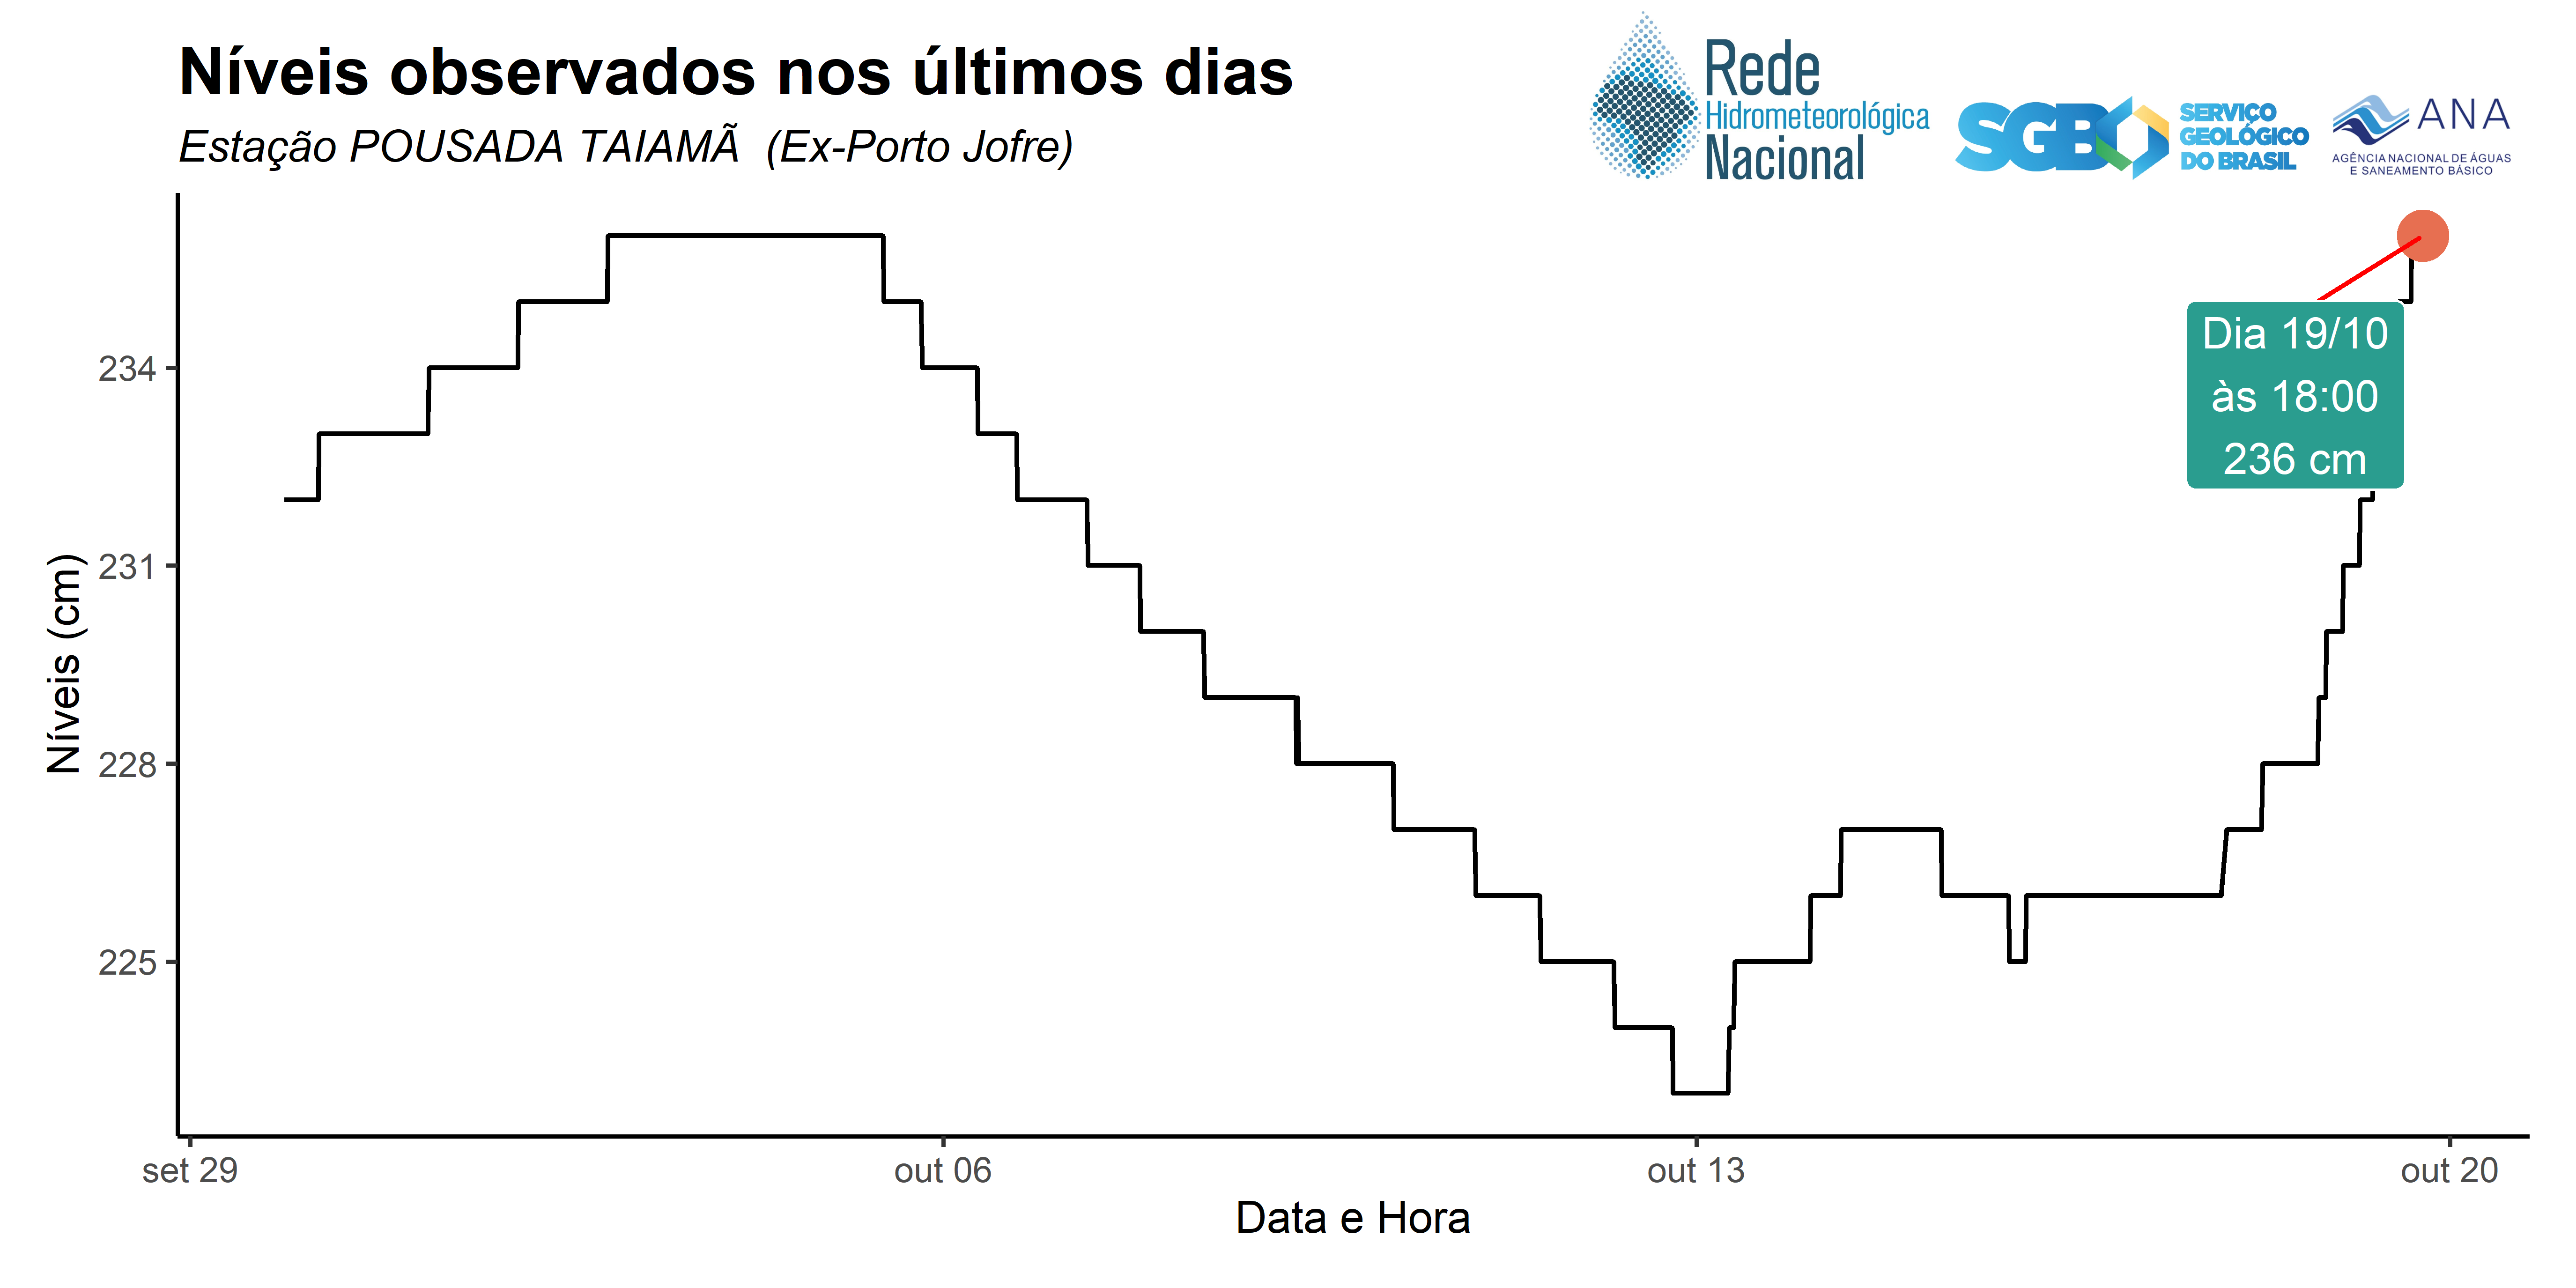 Níveis observados nos últimos dias
Estação POUSADA TAIAMÃ  (Ex-Porto Jofre)
Rede
Hidrometeorológica
Nacional
SGB
SERVIÇO
GEOLÓGICO
DO BRASIL
ANA
AGÊNCIA NACIONAL DE ÁGUAS
E SANEAMENTO BÁSICO
Níveis (cm)
234
231
228
225
Dia 19/10
às 18:00
236 cm
set 29
out 06
out 13
out 20
Data e Hora